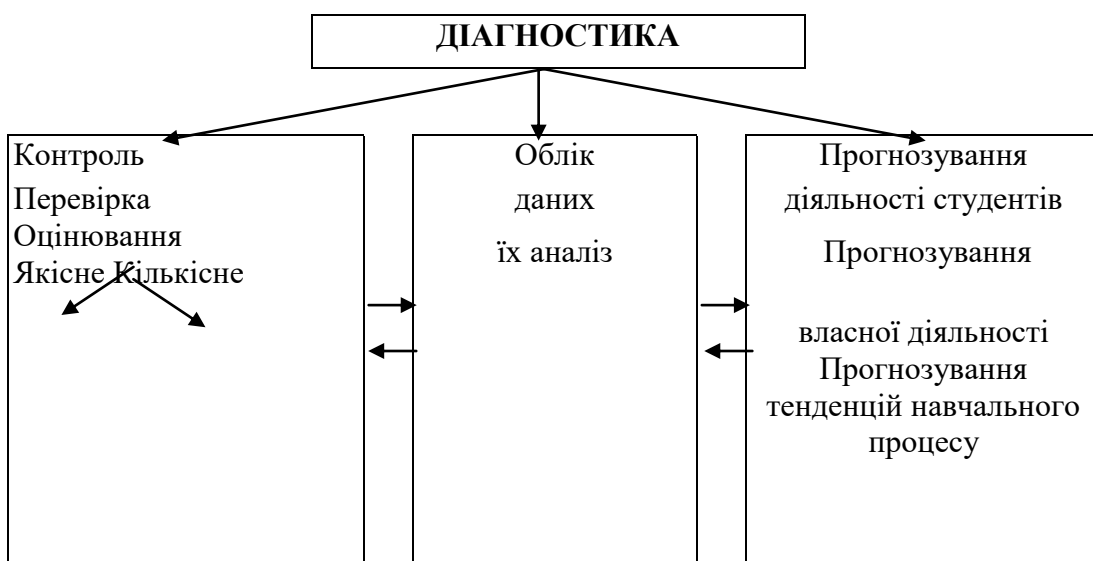 ДІАГНОСТИКА
Контроль
Перевірка
Оцінювання
Якісне Кількісне
Облік
даних
їх аналіз
Прогнозування
діяльності студентів
Прогнозування
власної діяльності
Прогнозування
тенденцій навчального
процесу